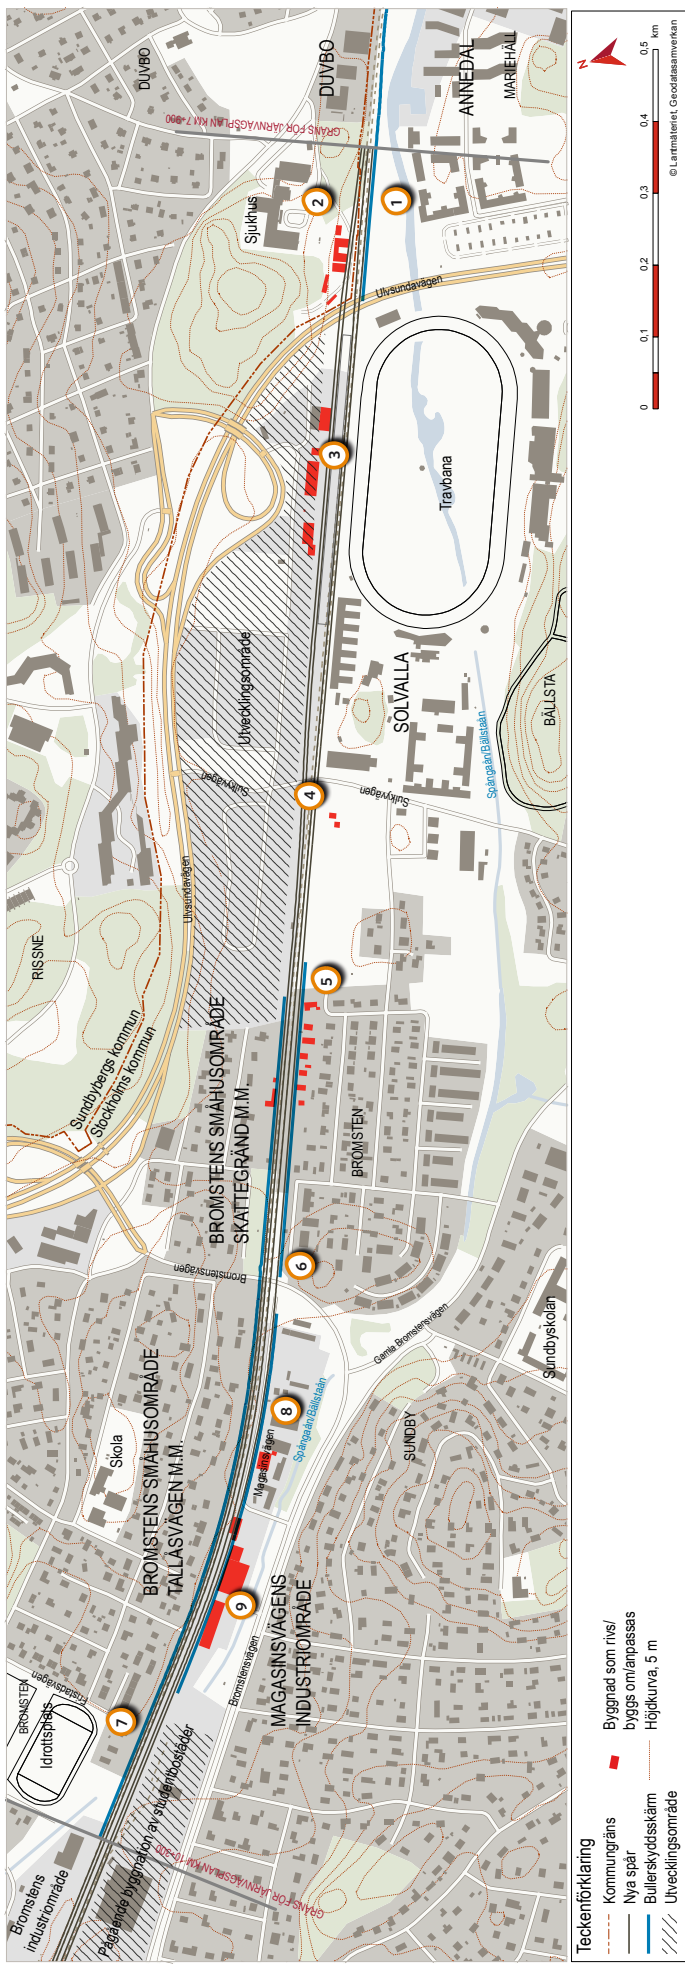 Bromstens
industriområde
Pågående byggnation av studentbostäder
GRÄNS FÖR JÄRNVÄGSPLAN KM 10+300
BROMSTEN
Idrottsplats
Fristadsvägen
7
Bromstensvägen
9
MAGASINSVÄGENS
INDUSTRIOMRÅDE
Skola
BROMSTENS SMÅHUSOMRÅDE
TALLÅSVÄGEN M.M.
Magasinsvägen
8
Spångaån/Bällstaån
SUNDBY
Gamla Bromstensvägen
Sundbyskolan
Bromstensvägen
6
BROMSTENS SMÅHUSOMRÅDE
SKATTEGRÄND M.M.
BROMSTEN
Sundbybergs kommun
Stockholms kommun
RISSNE
5
Ulvsundavägen
Sulkyvägen
4
Sulkyvägen
Utvecklingsområde
SOLVALLA
Spångaån/Bällstaån
BÄLLSTA
3
Travbana
Ulvsundavägen
Sjukhus
2
1
GRÄNS FÖR JÄRNVÄGSPLAN KM 7+900
DUVBO
DUVBO
ANNEDAL
MARIEHÄLL
Teckenförklaring
Kommungräns
Nya spår
Bullerskyddsskärm
Utvecklingsområde
Byggnad som rivs/
byggs om/anpassas
Höjdkurva, 5 m
0 0,1 0,2 0,3 0,4 0,5 km
N
© Lantmäteriet, Geodatasamverkan